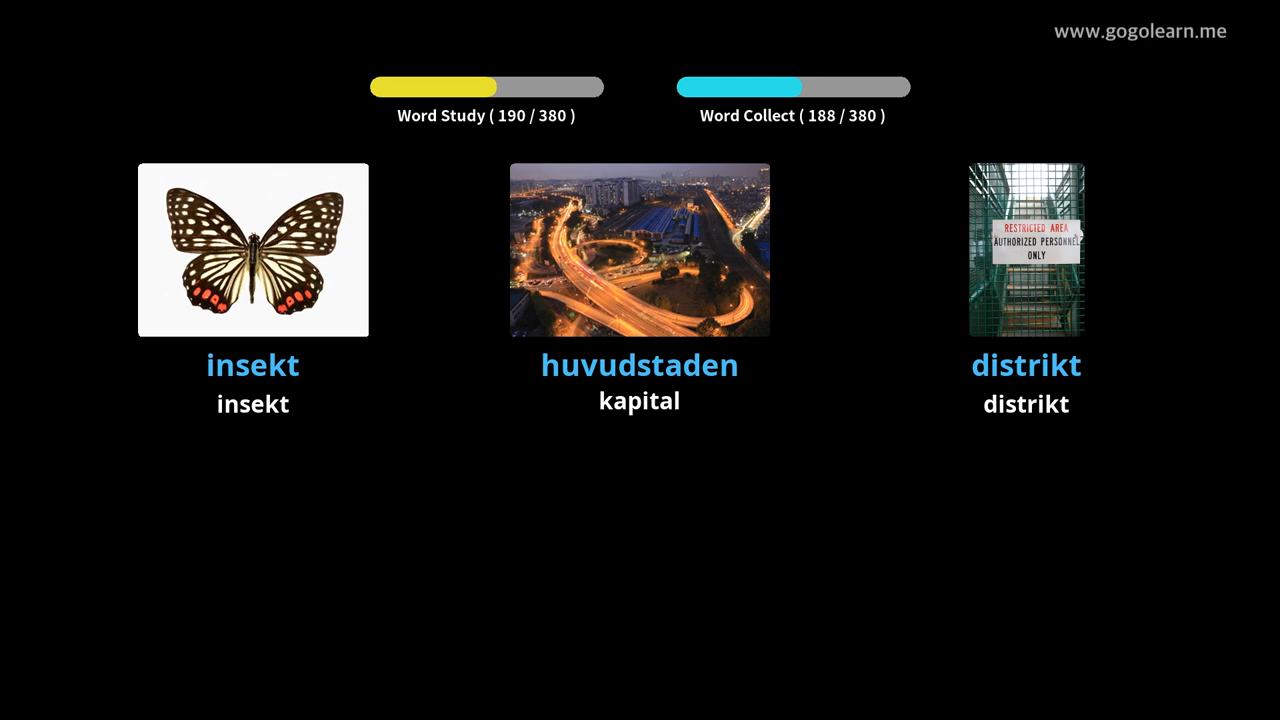 www.gogolearn.me
Word Study ( 190 / 380 )
Word Collect ( 188 / 380 )
RESTRICTED AREA
AUTHORIZED PERSONNEL
ONLY
insekt
huvudstaden
distrikt
insekt
kapital
distrikt